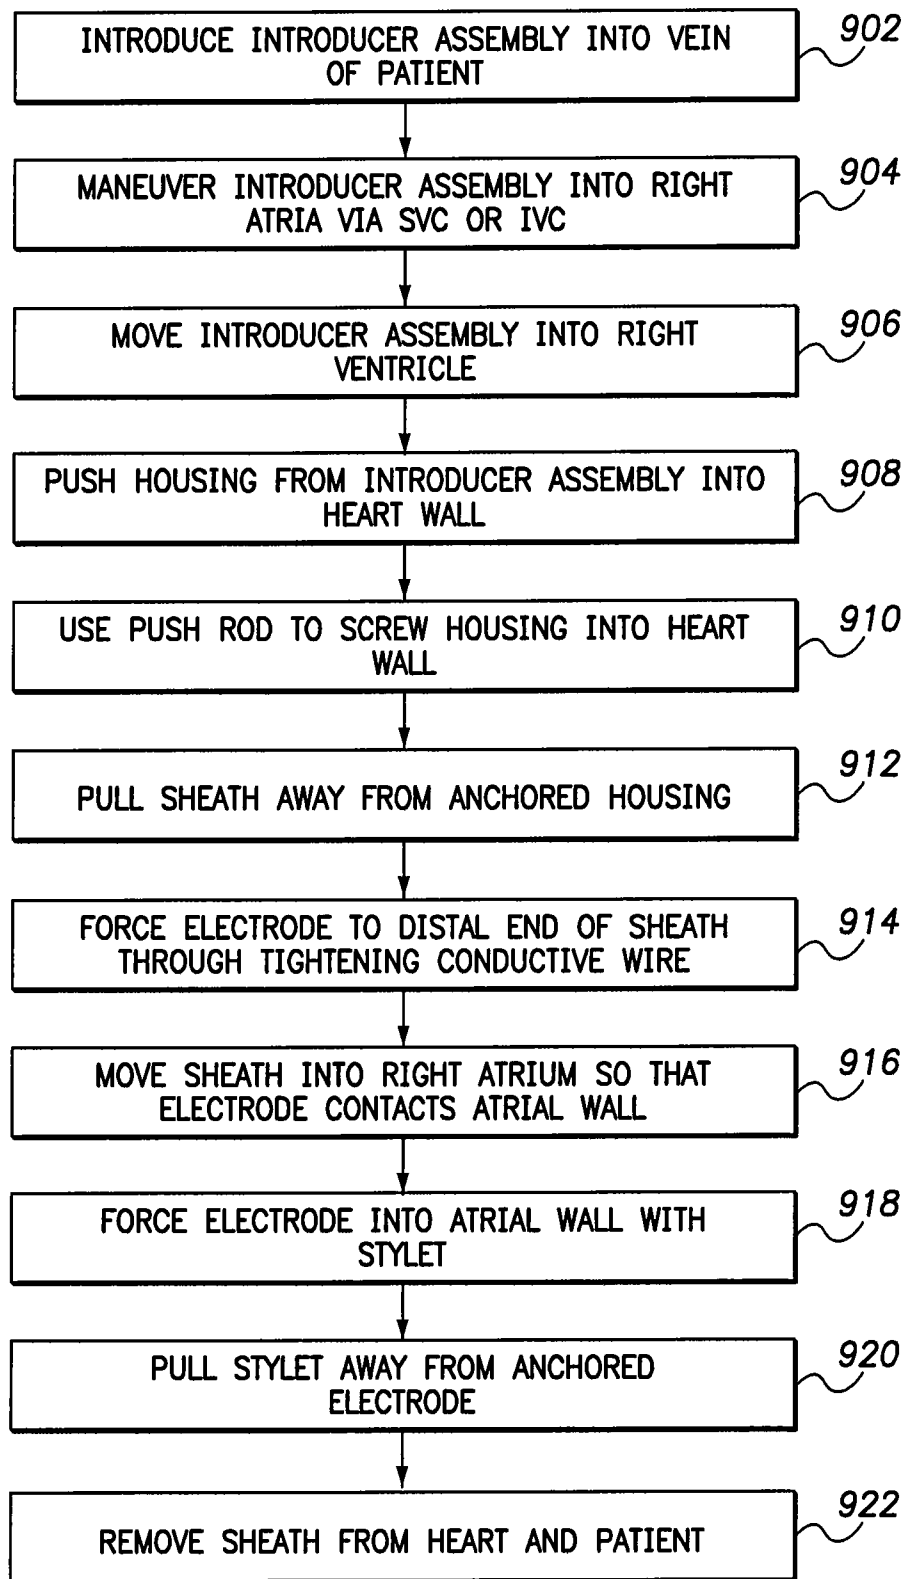 INTRODUCE INTRODUCER ASSEMBLY INTO VEIN
OF PATIENT
902
MANEUVER INTRODUCER ASSEMBLY INTO RIGHT
ATRIA VIA SVC OR IVC
904
MOVE INTRODUCER ASSEMBLY INTO RIGHT
VENTRICLE
906
PUSH HOUSING FROM INTRODUCER ASSEMBLY INTO
HEART WALL
908
USE PUSH ROD TO SCREW HOUSING INTO HEART
WALL
910
PULL SHEATH AWAY FROM ANCHORED HOUSING
912
FORCE ELECTRODE TO DISTAL END OF SHEATH
THROUGH TIGHTENING CONDUCTIVE WIRE
914
MOVE SHEATH INTO RIGHT ATRIUM SO THAT
ELECTRODE CONTACTS ATRIAL WALL
916
FORCE ELECTRODE INTO ATRIAL WALL WITH
STYLET
918
PULL STYLET AWAY FROM ANCHORED
ELECTRODE
920
REMOVE SHEATH FROM HEART AND PATIENT
922